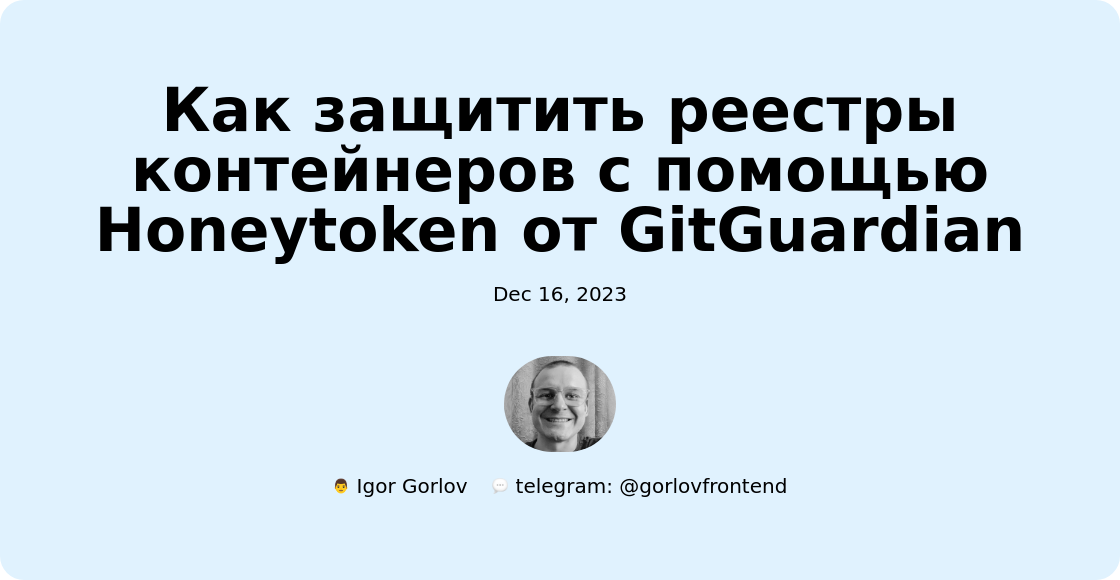 Как защитить реестры
контейнеров с помощью
Honeytoken от GitGuardian
Dec 16, 2023
Igor Gorlov telegram: @gorlovfrontend